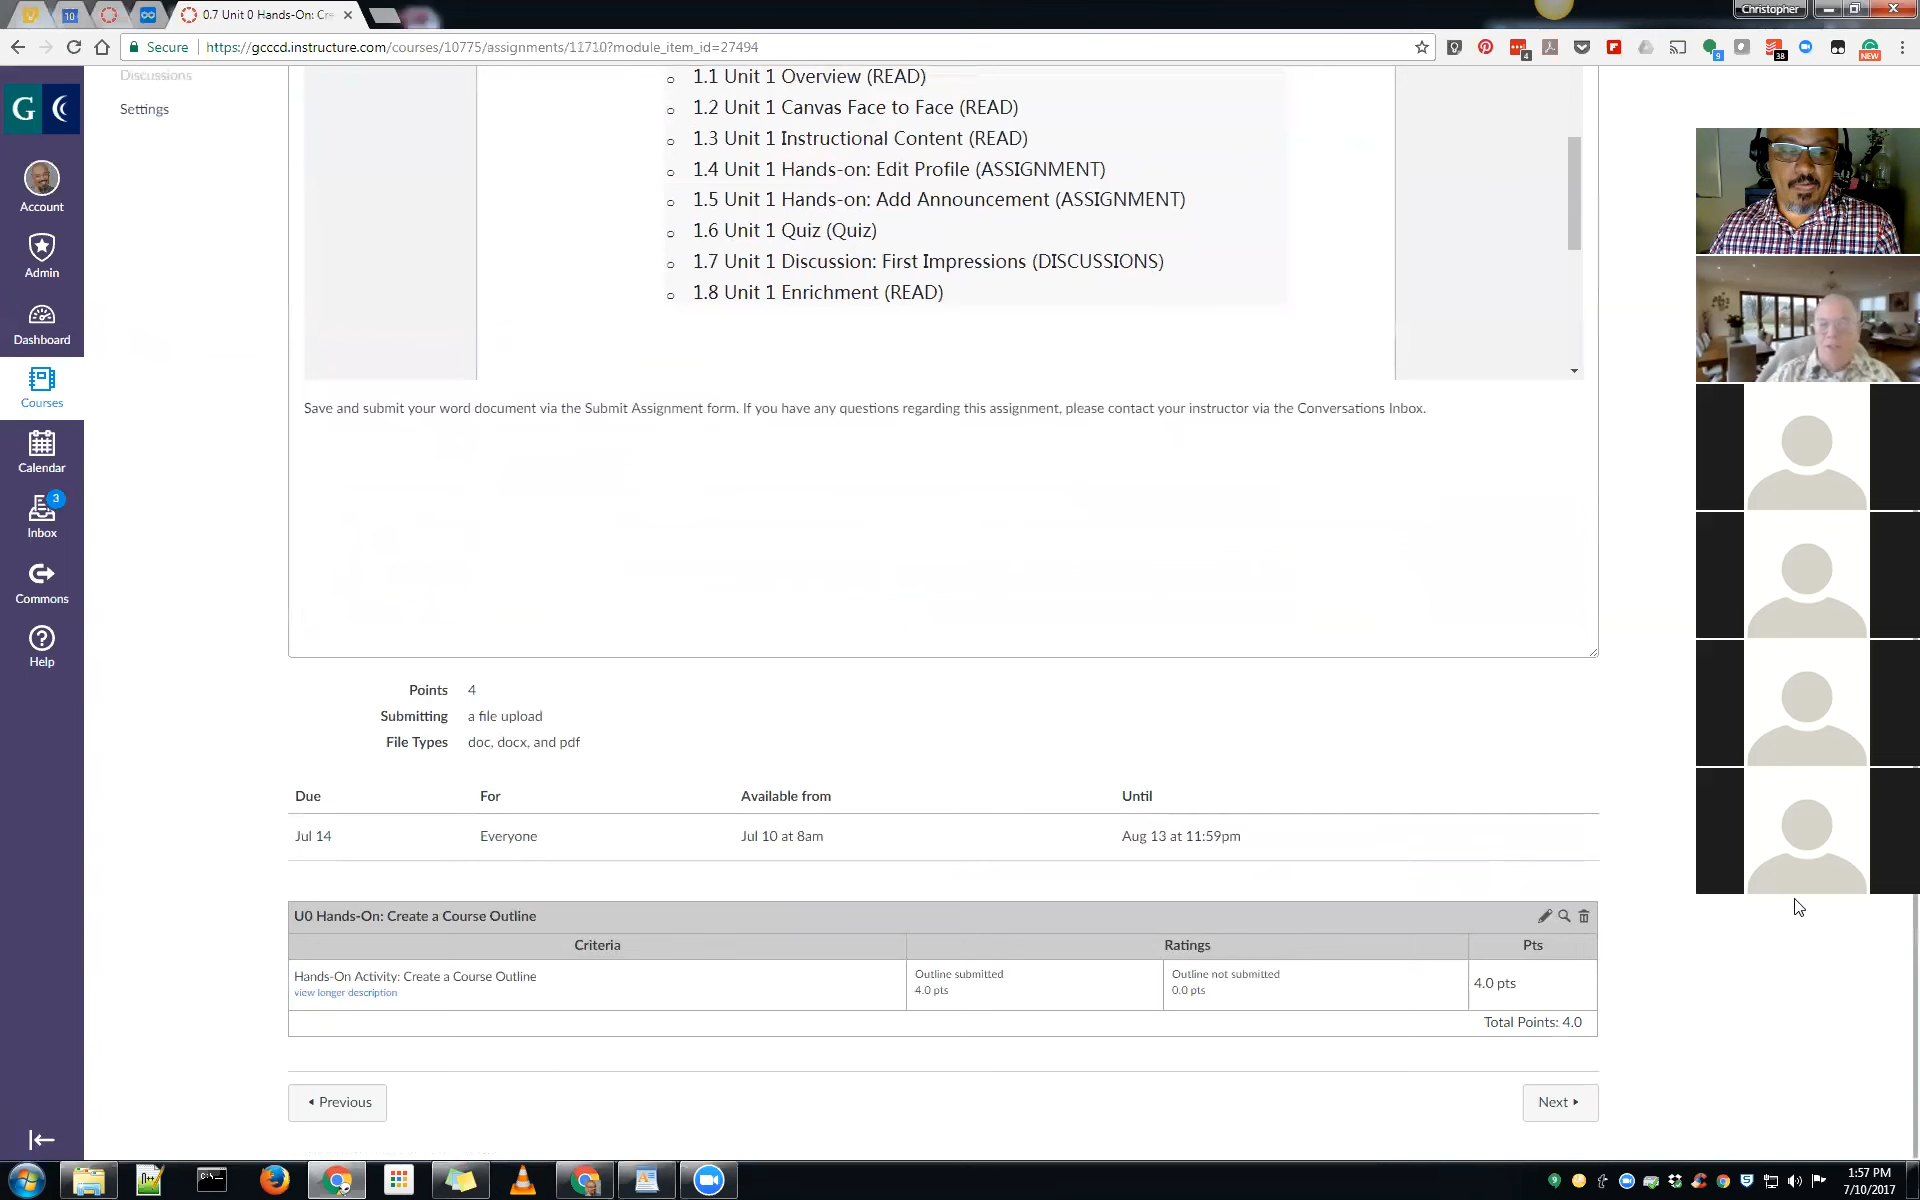 0.7 Unit 0 Hands-On: Cre
Christopher
Secure
https://gcccd.instructure.com/courses/10775/assignments/11710?module_item_id=27494
Discussions
Settings
Account
Admin
Dashboard
Courses
Calendar
3
Inbox
Commons
Help
1.1 Unit 1 Overview (READ)
1.2 Unit 1 Canvas Face to Face (READ)
1.3 Unit 1 Instructional Content (READ)
1.4 Unit 1 Hands-on: Edit Profile (ASSIGNMENT)
1.5 Unit 1 Hands-on: Add Announcement (ASSIGNMENT)
1.6 Unit 1 Quiz (Quiz)
1.7 Unit 1 Discussion: First Impressions (DISCUSSIONS)
1.8 Unit 1 Enrichment (READ)
Save and submit your word document via the Submit Assignment form. If you have any questions regarding this assignment, please contact your instructor via the Conversations Inbox.
Points 4
Submitting a file upload
File Types doc, docx, and pdf
Due For Available from Until
Jul 14 Everyone Jul 10 at 8am Aug 13 at 11:59pm
U0 Hands-On: Create a Course Outline
Criteria Ratings Pts
Hands-On Activity: Create a Course Outline
view longer description
Outline submitted
4.0 pts
Outline not submitted
0.0 pts
4.0 pts
Total Points: 4.0
Previous
Next
1:57 PM
7/10/2017